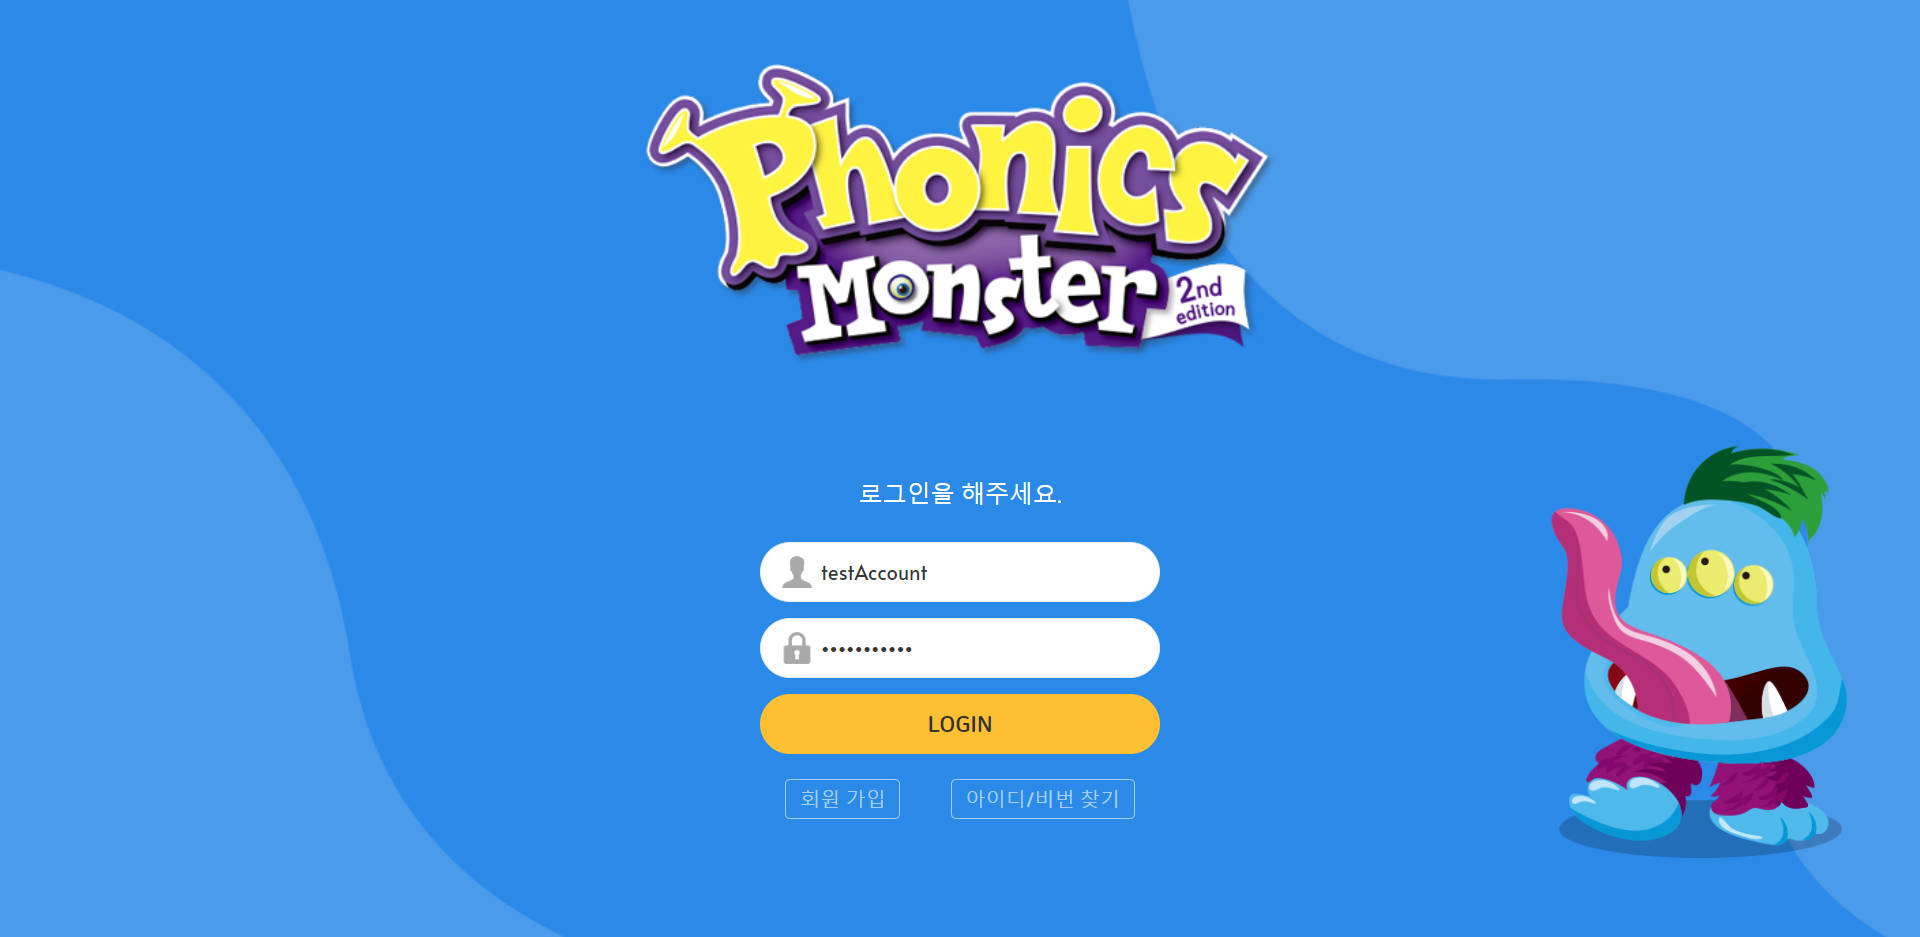 Phonics
Monster
2nd
edition
로그인을 해주세요.
testAccount
•••••••••••
LOGIN
회원 가입
아이디/비번 찾기